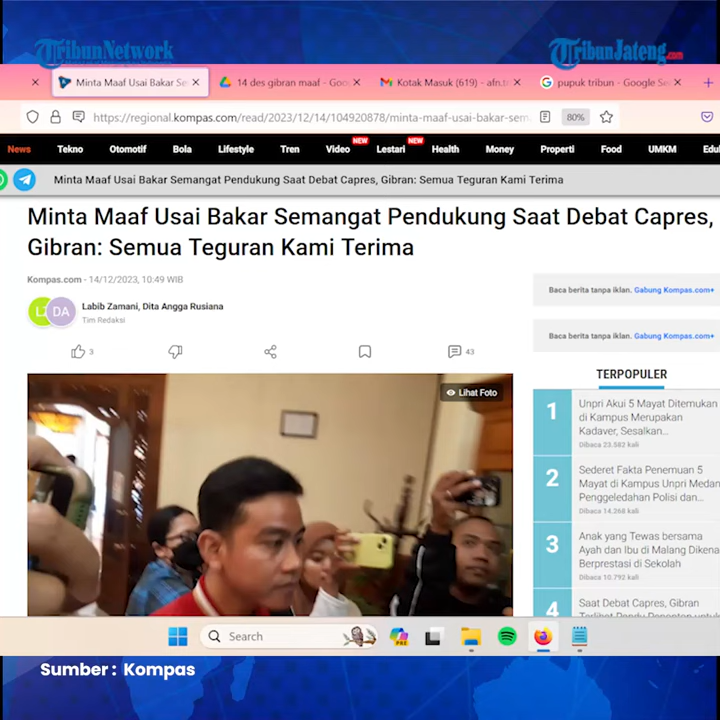 TribunNetwork
TribunJateng.com
Minta Maaf Usai Bakar Se
14 des gibran maaf - Goo
Kotak Masuk (619) - afn.tr
pupuk tribun - Google Se
https://regional.kompas.com/read/2023/12/14/104920878/minta-maaf-usai-bakar-sem
80%
News Tekno Otomotif Bola Lifestyle Tren Video NEW Lestari NEW Health Money Properti Food UMKM Edu
Minta Maaf Usai Bakar Semangat Pendukung Saat Debat Capres, Gibran: Semua Teguran Kami Terima
Minta Maaf Usai Bakar Semangat Pendukung Saat Debat Capres,
Gibran: Semua Teguran Kami Terima
Kompas.com - 14/12/2023, 10:49 WIB
LZ DA
Labib Zamani, Dita Angga Rusiana
Tim Redaksi
3
43
Lihat Foto
Baca berita tanpa iklan. Gabung Kompas.com+
Baca berita tanpa iklan. Gabung Kompas.com+
TERPOPULER
1
Unpri Akui 5 Mayat Ditemukan
di Kampus Merupakan
Kadaver, Sesalkan...
Dibaca 23.582 kali
2
Sederet Fakta Penemuan 5
Mayat di Kampus Unpri Medan
Penggeledahan Polisi dan...
Dibaca 14.268 kali
3
Anak yang Tewas bersama
Ayah dan Ibu di Malang Dikena
Berprestasi di Sekolah
Dibaca 10.792 kali
4
Saat Debat Capres, Gibran
Search
PRE
Sumber : Kompas